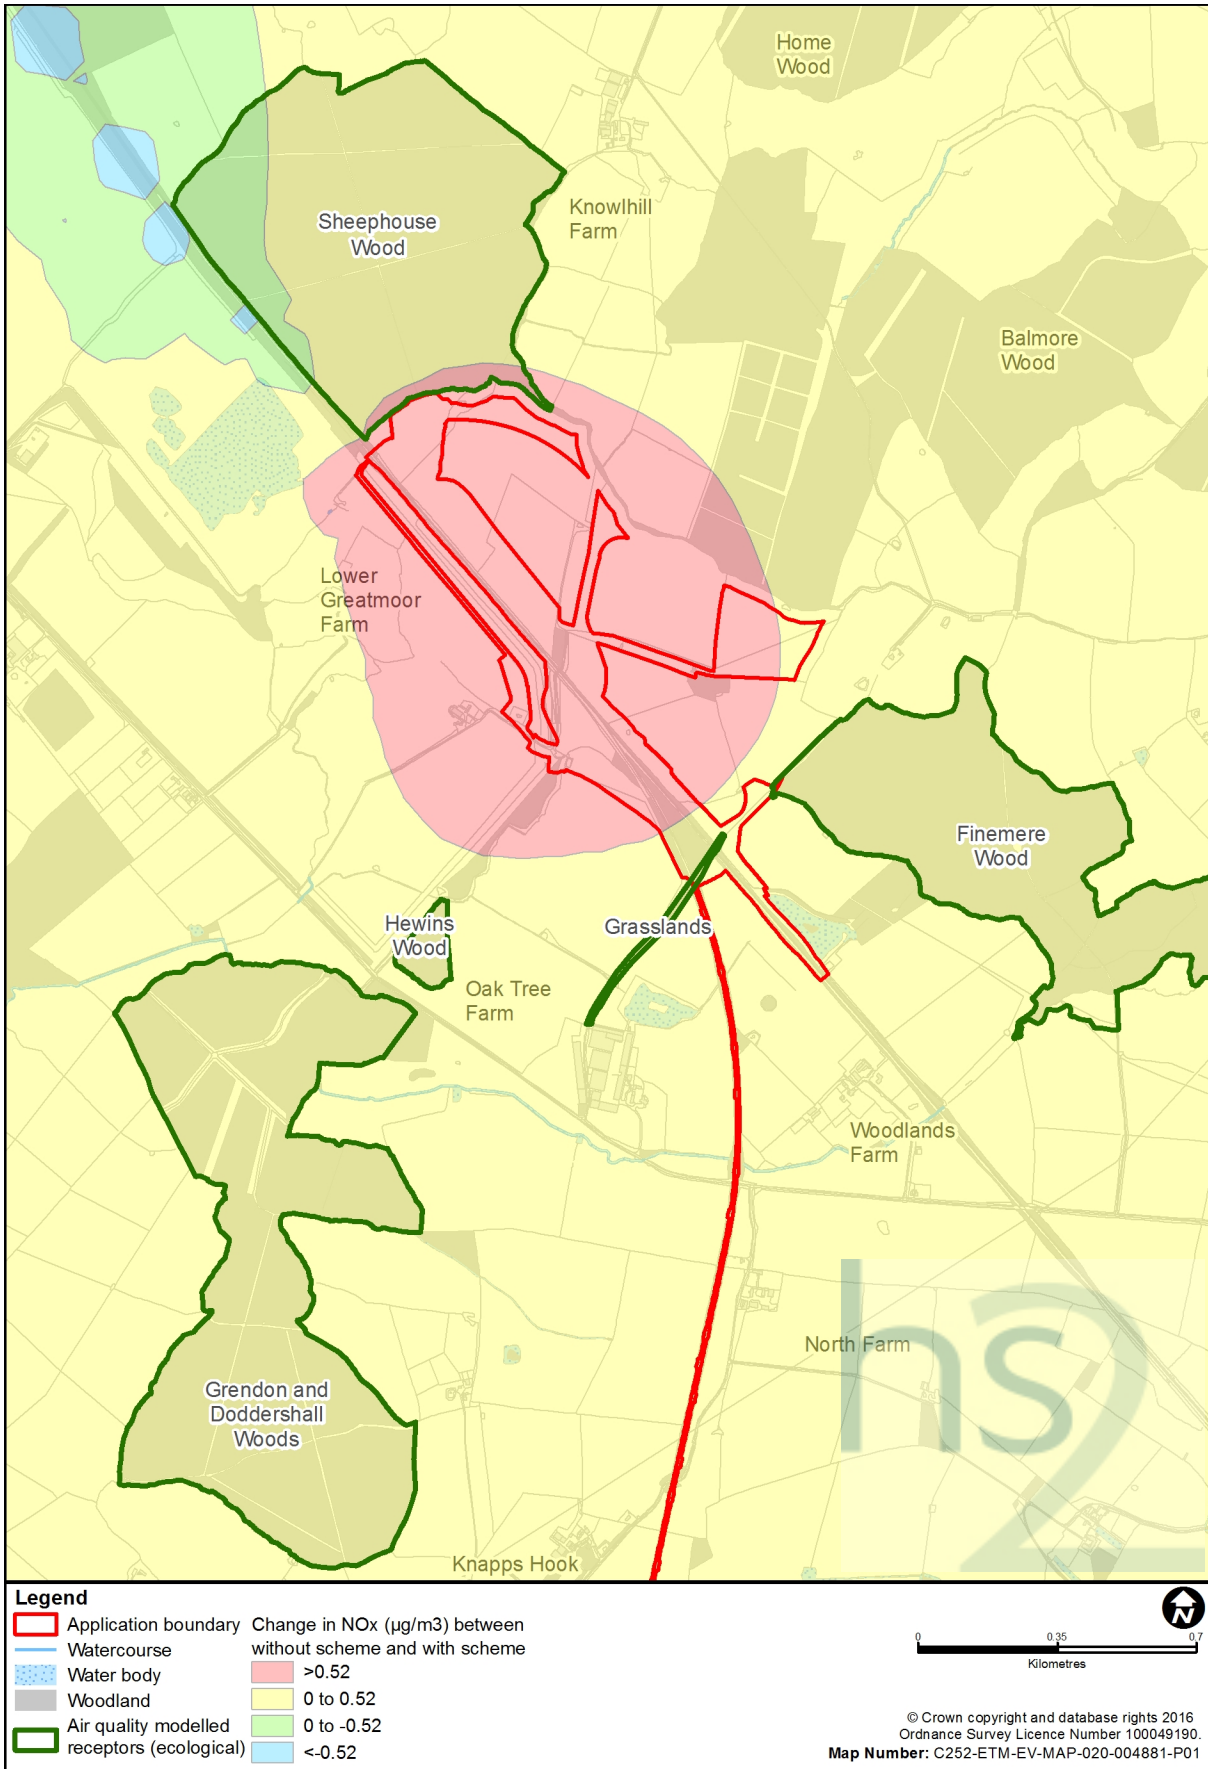 Home
Wood
Knowlhill
Farm
Sheephouse
Wood
Balmore
Wood
Lower
Greatmoor
Farm
Finemere
Wood
Hewins
Wood
Grasslands
Oak Tree
Farm
Woodlands
Farm
North Farm
hs2
Grendon and
Doddershall
Woods
Knapps Hook
Legend
Application boundary
Watercourse
Water body
Woodland
Air quality modelled
receptors (ecological)
Change in NOx (µg/m3) between
without scheme and with scheme
>0.52
0 to 0.52
0 to -0.52
<-0.52
N
0 0.35 0.7
Kilometres
© Crown copyright and database rights 2016
Ordnance Survey Licence Number 100049190.
Map Number: C252-ETM-EV-MAP-020-004881-P01